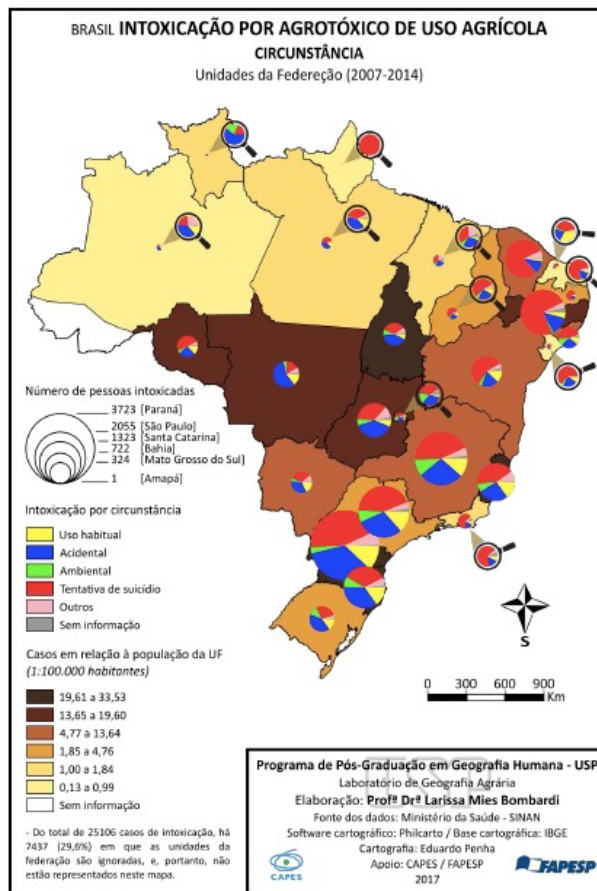 BRASIL INTOXICAÇÃO POR AGROTÓXICO DE USO AGRÍCOLA
CIRCUNSTÂNCIA
Unidades da Federeção (2007-2014)
Número de pessoas intoxicadas
3723 [Paraná]
2055 [São Paulo]
1323 [Santa Catarina]
722 [Bahia]
324 [Mato Grosso do Sul]
1 [Amapá]
Intoxicação por circunstância
Uso habitual
Acidental
Ambiental
Tentativa de suicídio
Outros
Sem informação
Casos em relação à população da UF
(1:100.000 habitantes)
19,61 a 33,53
13,65 a 19,60
4,77 a 13,64
1,85 a 4,76
1,00 a 1,84
0,13 a 0,99
Sem informação
- Do total de 25106 casos de intoxicação, há
7437 (29,6%) em que as unidades da
federação são ignoradas, e, portanto, não
estão representados neste mapa.
S
0 300 600 900
Km
Programa de Pós-Graduação em Geografia Humana - USP
USP
Laboratório de Geografia Agrária
Elaboração: Profª Drª Larissa Mies Bombardi
Fonte dos dados: Ministério da Saúde - SINAN
Software cartográfico: Philcarto / Base cartográfica: IBGE
Cartografia: Eduardo Penha
Apoio: CAPES / FAPESP
2017
CAPES
FAPESP